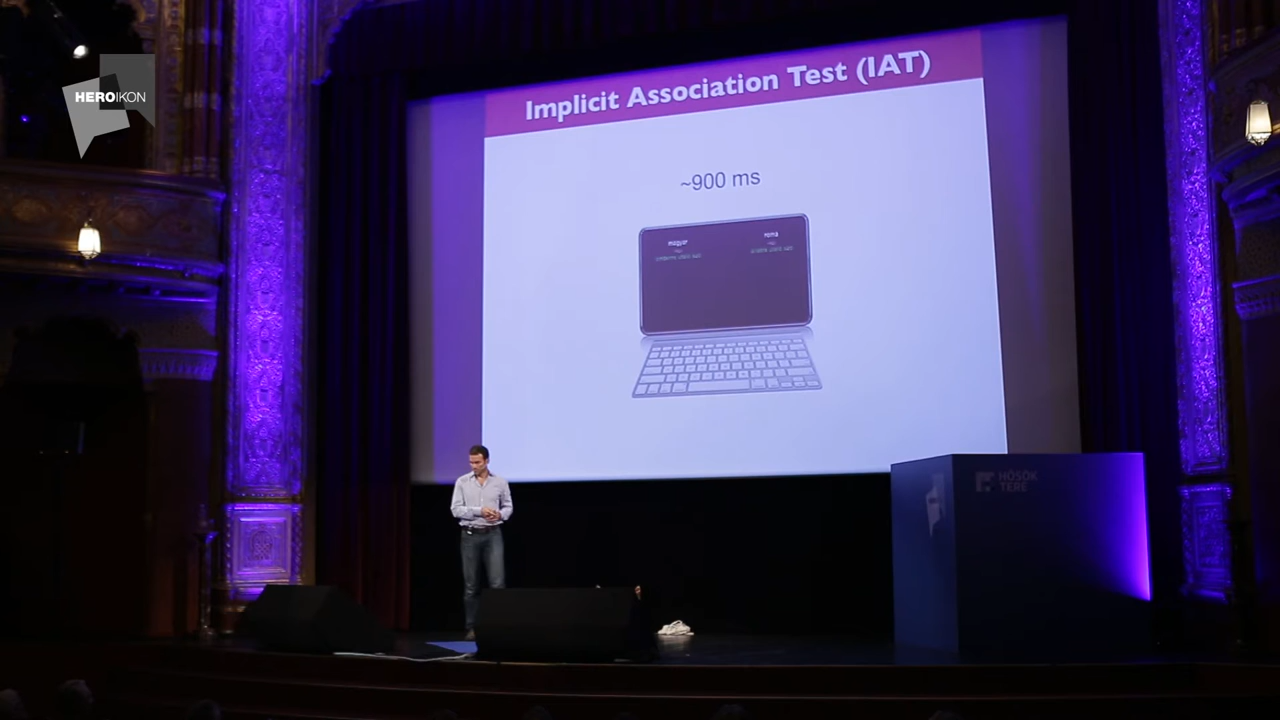 HEROIKON
Implicit Association Test (IAT)
~900 ms
magyar
roma
HŐSÖK
TERE